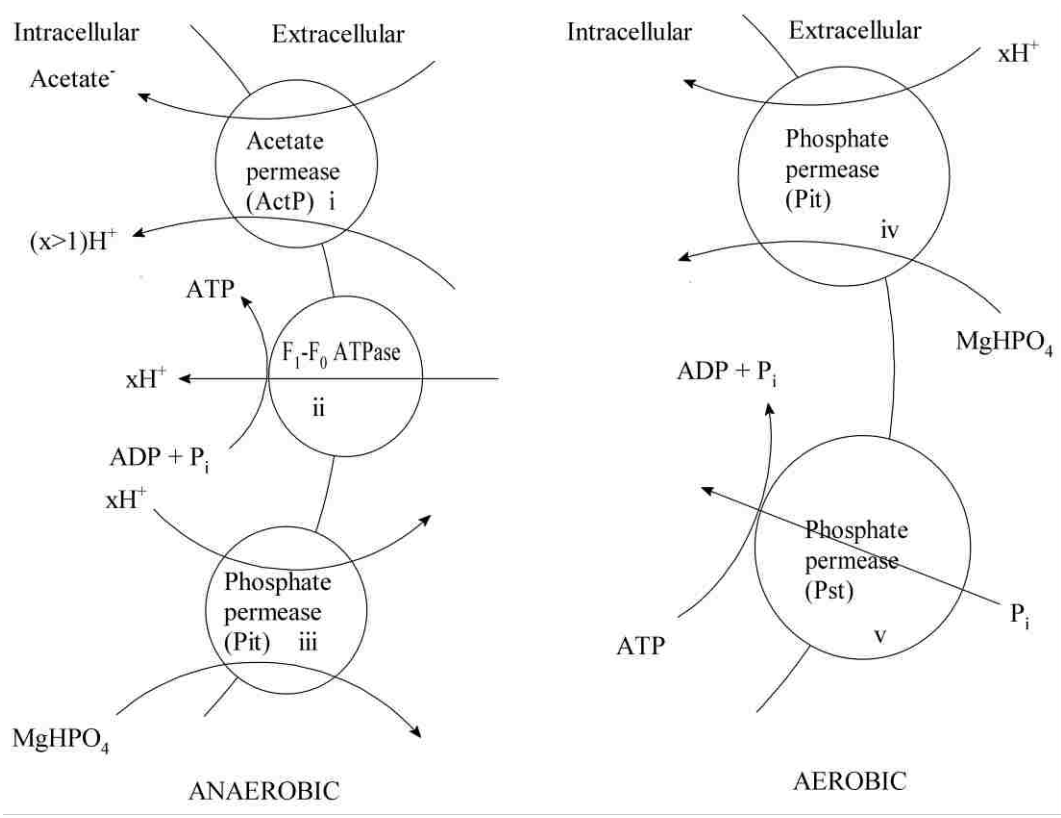 Intracellular
Extracellular
Acetate⁻
Acetate
permease
(ActP) i
(x>1)H⁺
ATP
F₁-F₀ ATPase
xH⁺
ii
ADP + Pᵢ
xH⁺
Phosphate
permease
(Pit) iii
MgHPO₄
ANAEROBIC
Intracellular
Extracellular
xH⁺
Phosphate
permease
(Pit)
iv
MgHPO₄
ADP + Pᵢ
Phosphate
permease
(Pst)
Pᵢ
v
ATP
AEROBIC